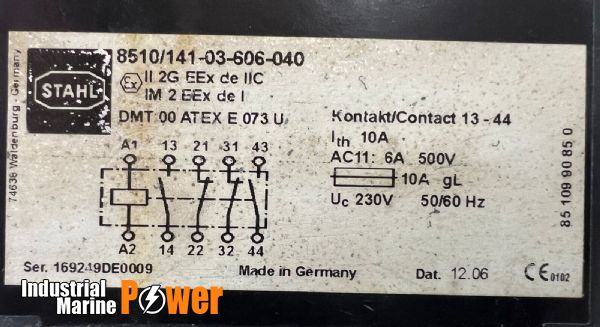 8510/141-03-606-040
STAHL
Ex II 2G EEx de IIC
IM 2 EEx de I
DMT 00 ATEX E 073 U
74638 Waldenburg - Germany
A1 13 21 31 43
A2 14 22 32 44
Kontakt/Contact 13 - 44
Ith 10A
AC11: 6A 500V
10A gL
Uc 230V 50/60 Hz
85 109 90 85 0
Ser. 169249DE0009
Made in Germany
Dat. 12.06
CE 0102
Industrial
Marine
Power